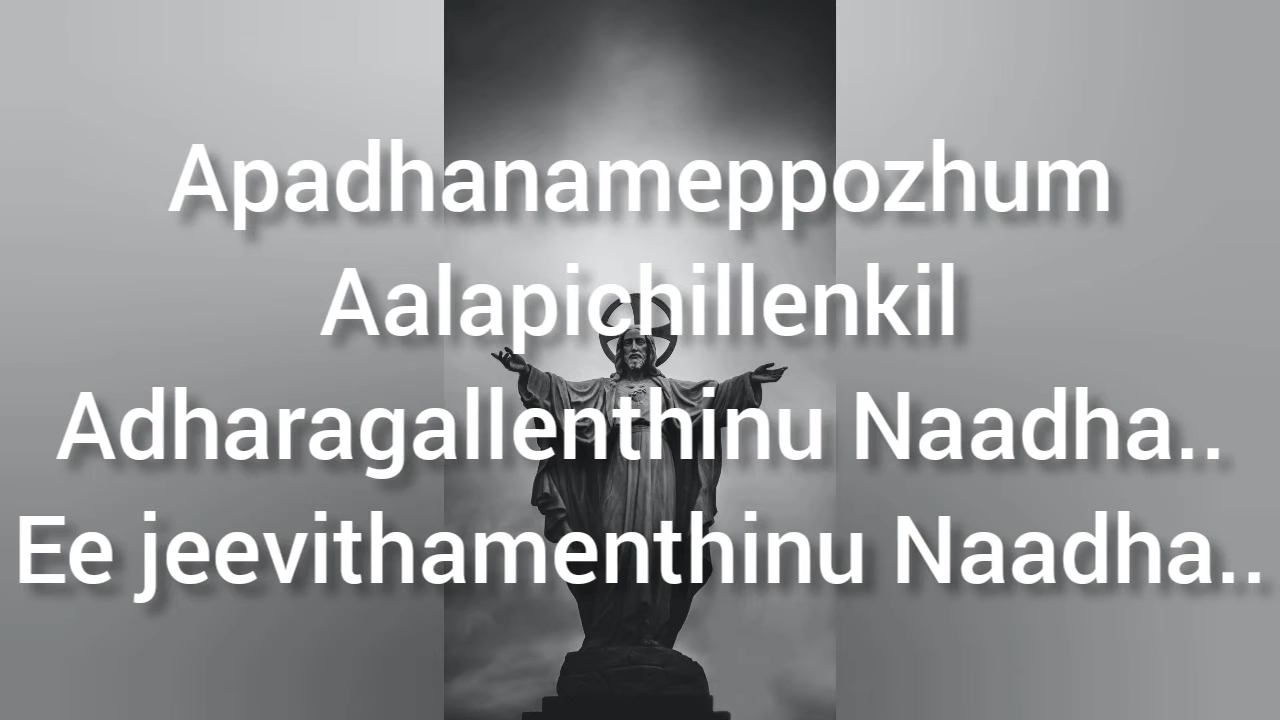 Apadhanameppozhum
Aalapichillenkil
Adharagallenthinu Naadha..
Ee jeevithamenthinu Naadha..